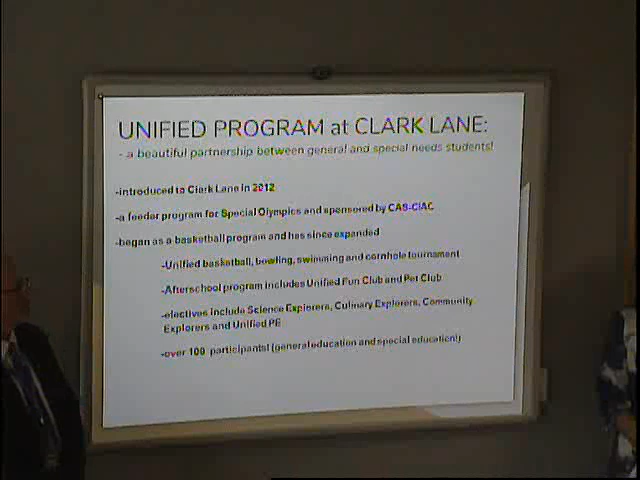 UNIFIED PROGRAM at CLARK LANE:
- a beautiful partnership between general and special needs students!
-introduced to Clark Lane in 2012
-a feeder program for Special Olympics and sponsored by CAS-CIAC
-began as a basketball program and has since expanded
-Unified basketball, bowling, swimming and cornhole tournament
-Afterschool program includes Unified Fun Club and Pet Club
-electives include Science Explorers, Culinary Explorers, Community
Explorers and Unified PE
-over 100 participants! (general education and special education!)